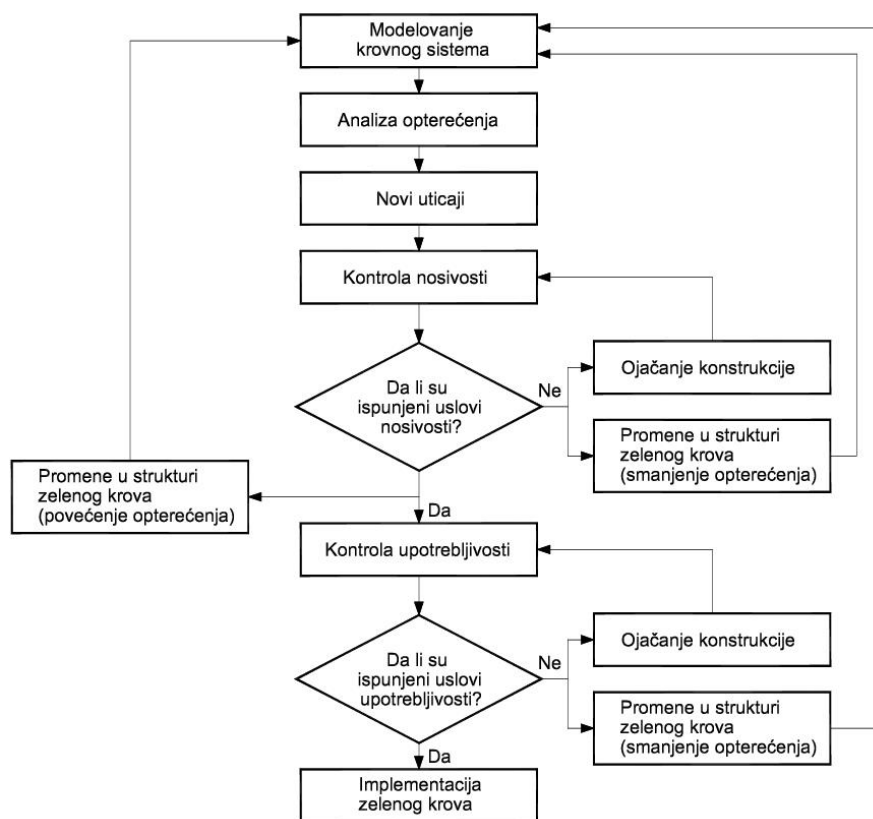 Modelovanje
krovnog sistema
Analiza opterećenja
Novi uticaji
Kontrola nosivosti
Da li su
ispunjeni uslovi
nosivosti?
Ne
Ojačanje konstrukcije
Promene u strukturi
zelenog krova
(smanjenje opterećenja)
Promene u strukturi
zelenog krova
(povećenje opterećenja)
Da
Kontrola upotrebljivosti
Da li su
ispunjeni uslovi
upotrebljivosti?
Ne
Ojačanje konstrukcije
Promene u strukturi
zelenog krova
(smanjenje opterećenja)
Da
Implementacija
zelenog krova